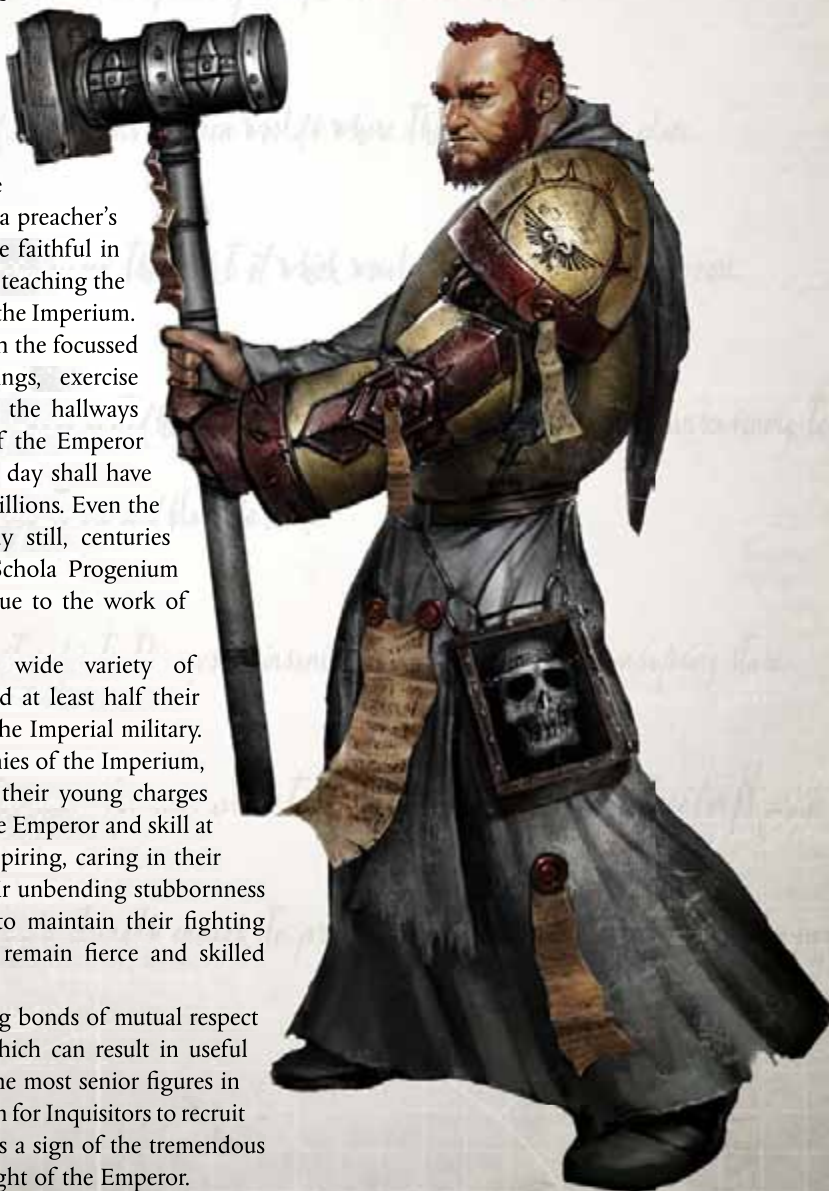 a preacher's
e faithful in
teaching the
the Imperium.
n the focussed
ings, exercise
the hallways
f the Emperor
day shall have
illions. Even the
y still, centuries
Schola Progenium
ue to the work of
wide variety of
d at least half their
he Imperial military.
nies of the Imperium,
their young charges
e Emperor and skill at
piring, caring in their
ir unbending stubbornness
to maintain their fighting
remain fierce and skilled
g bonds of mutual respect
hich can result in useful
he most senior figures in
n for Inquisitors to recruit
s a sign of the tremendous
ght of the Emperor.